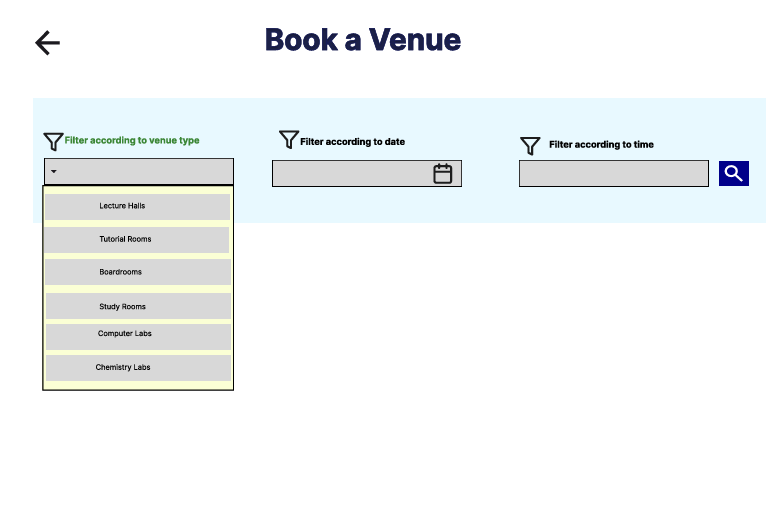 Book a Venue
Filter according to venue type
Filter according to date
Filter according to time
Lecture Halls
Tutorial Rooms
Boardrooms
Study Rooms
Computer Labs
Chemistry Labs